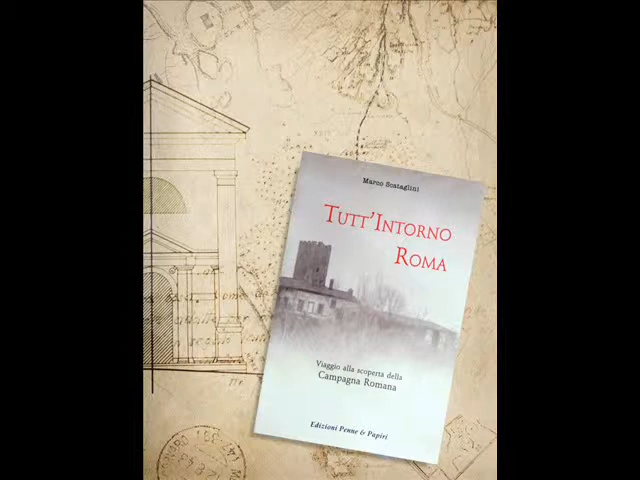 Marco Scataglini
TUTT'INTORNO
ROMA
Viaggio alla scoperta della
Campagna Romana
Edizioni Penne & Papiri